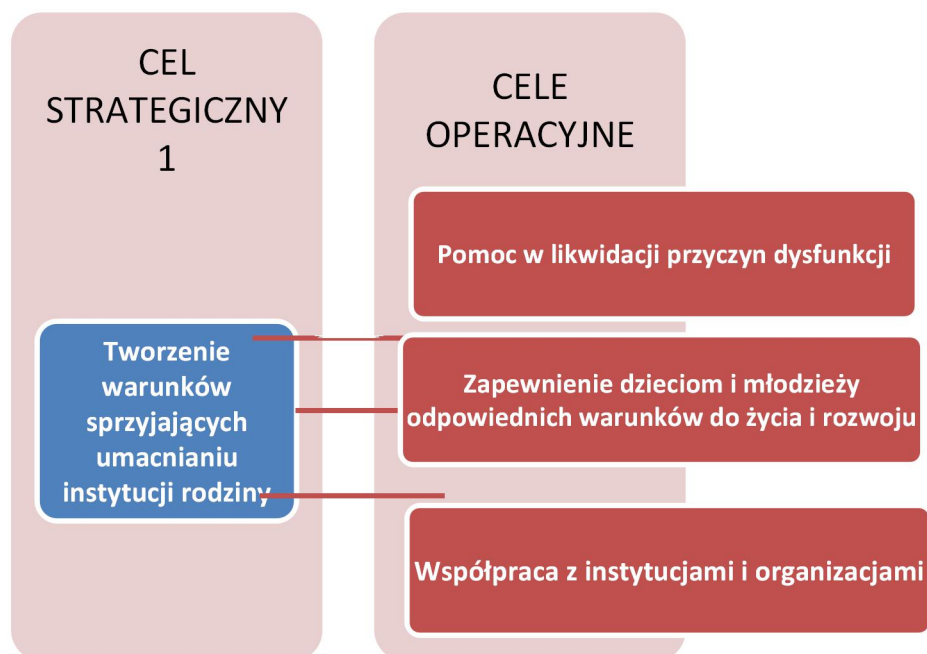 CEL
STRATEGICZNY
1
Tworzenie
warunków
sprzyjających
umacnianiu
instytucji rodziny
CELE
OPERACYJNE
Pomoc w likwidacji przyczyn dysfunkcji
Zapewnienie dzieciom i młodzieży
odpowiednich warunków do życia i rozwoju
Współpraca z instytucjami i organizacjami